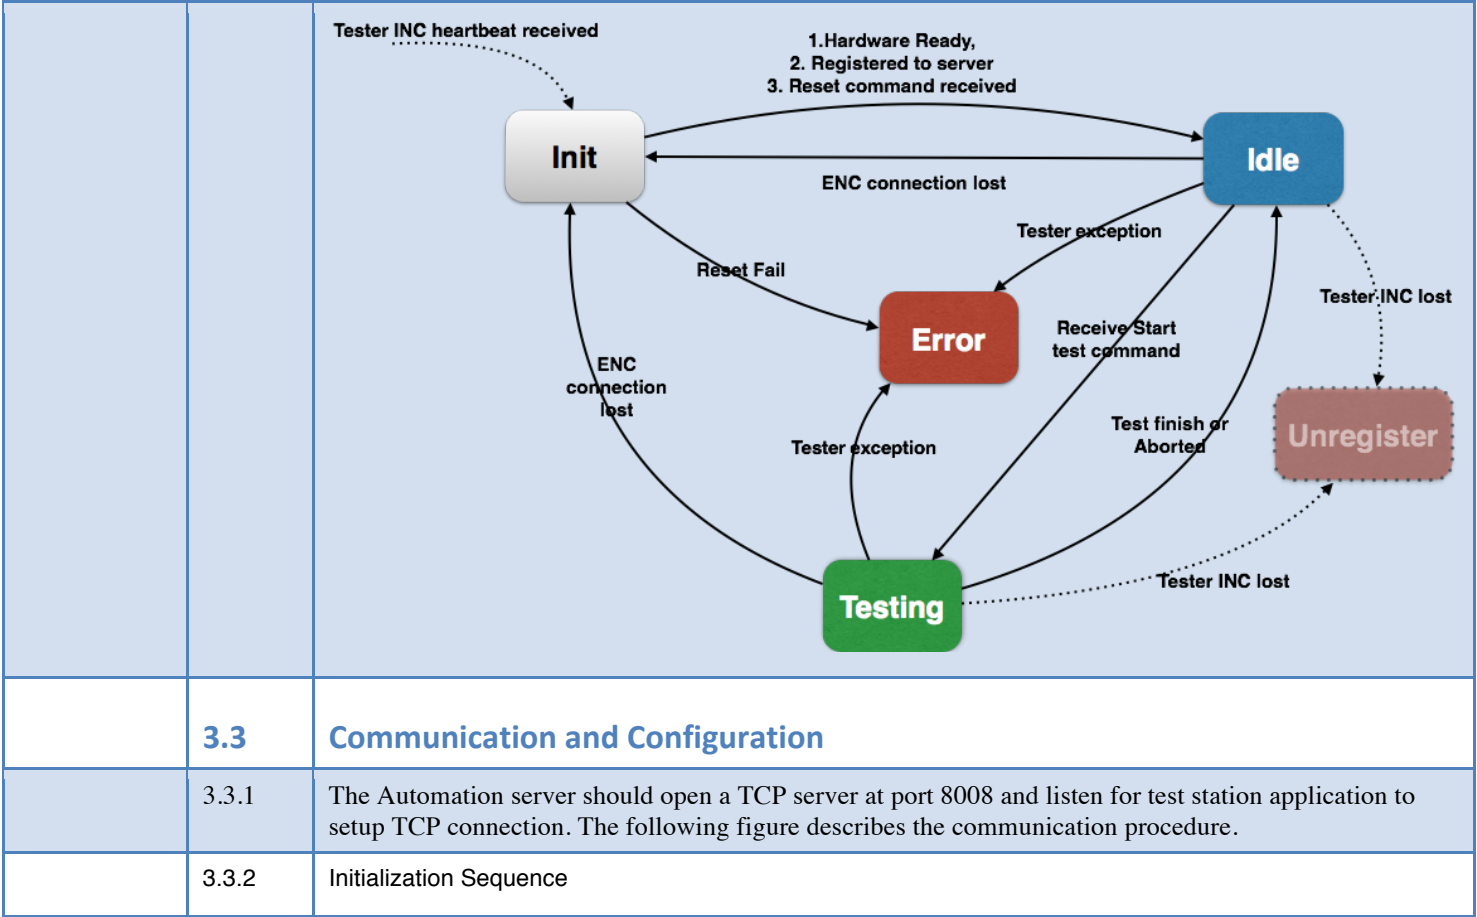 Tester INC heartbeat received
1.Hardware Ready,
2. Registered to server
3. Reset command received
Init
Idle
ENC connection lost
Tester exception
Reset Fail
Tester INC lost
Error
Receive Start
test command
ENC
connection
lost
Test finish or
Aborted
Unregister
Tester exception
Tester INC lost
Testing
3.3 Communication and Configuration
3.3.1 The Automation server should open a TCP server at port 8008 and listen for test station application to
setup TCP connection. The following figure describes the communication procedure.
3.3.2 Initialization Sequence